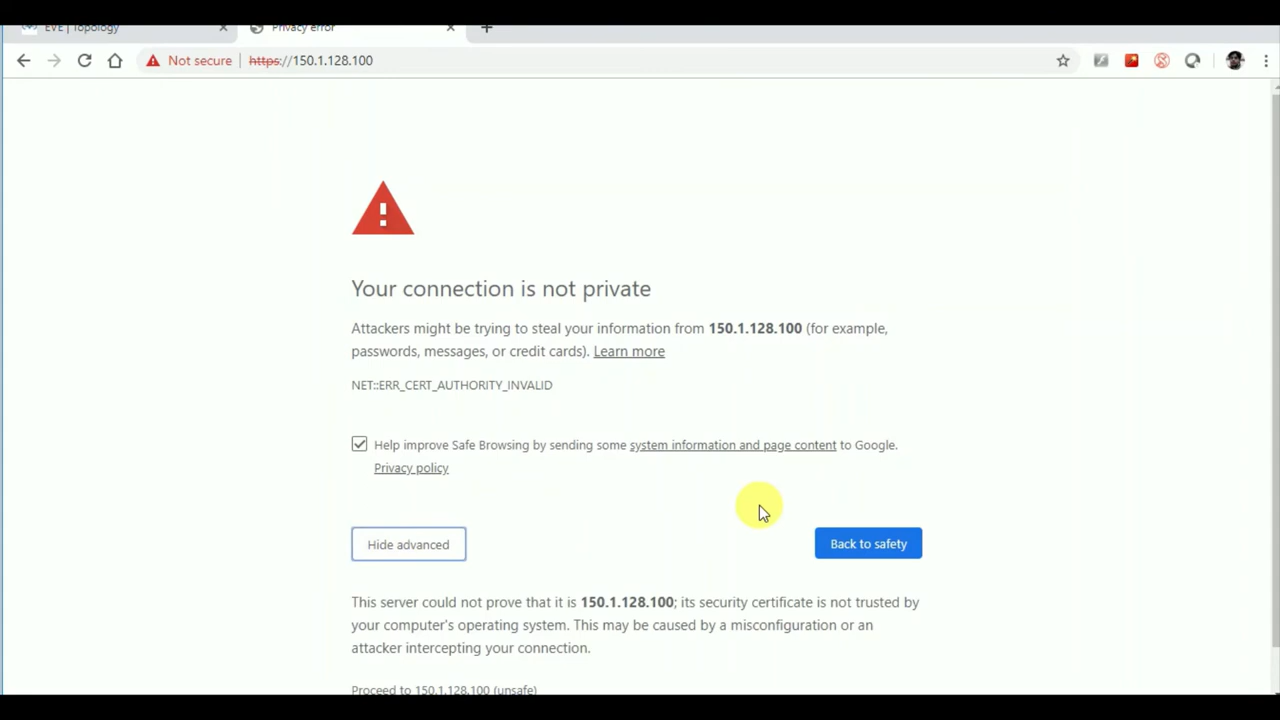 EVE | Topology
Privacy error
Not secure
https://150.1.128.100
Your connection is not private
Attackers might be trying to steal your information from 150.1.128.100 (for example,
passwords, messages, or credit cards). Learn more
NET::ERR_CERT_AUTHORITY_INVALID
Help improve Safe Browsing by sending some system information and page content to Google.
Privacy policy
Hide advanced
Back to safety
This server could not prove that it is 150.1.128.100; its security certificate is not trusted by
your computer's operating system. This may be caused by a misconfiguration or an
attacker intercepting your connection.
Proceed to 150.1.128.100 (unsafe)